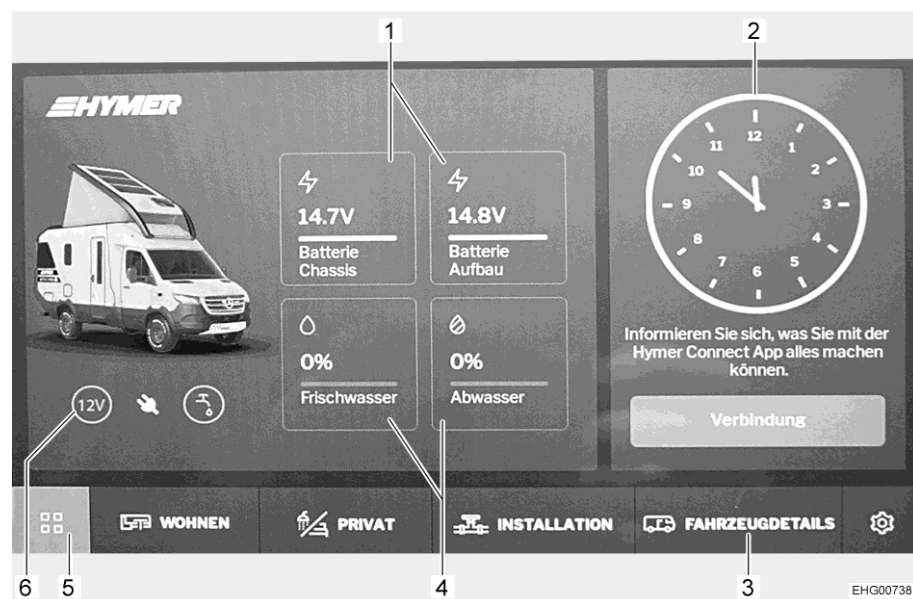 1
2
HYMER
14.7V
Batterie
Chassis
14.8V
Batterie
Aufbau
0%
Frischwasser
0%
Abwasser
12V
12
1
2
3
4
5
6
7
8
9
10
11
Informieren Sie sich, was Sie mit der
Hymer Connect App alles machen
können.
Verbindung
WOHNEN
PRIVAT
INSTALLATION
FAHRZEUGDETAILS
6
5
4
3
EHG00738